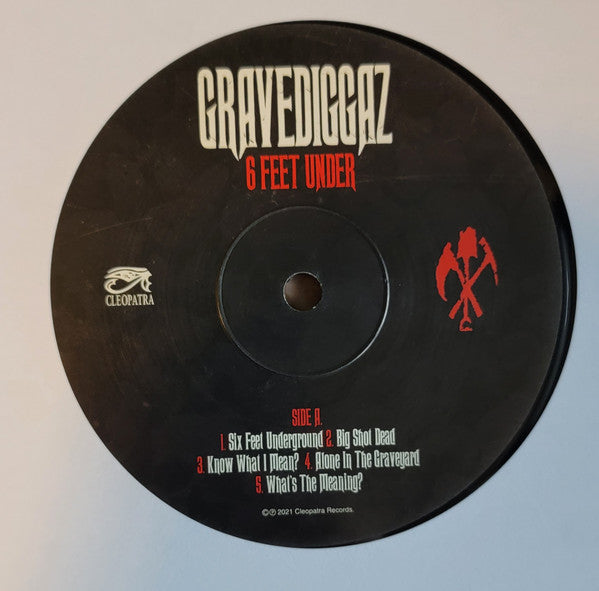 GRAVEDIGGAZ
6 FEET UNDER
CLEOPATRA
SIDE A.
1. Six Feet Underground 2. Big Shot Dead
3. Know What I Mean? 4. Alone In The Graveyard
5. What's The Meaning?
©℗ 2021 Cleopatra Records.